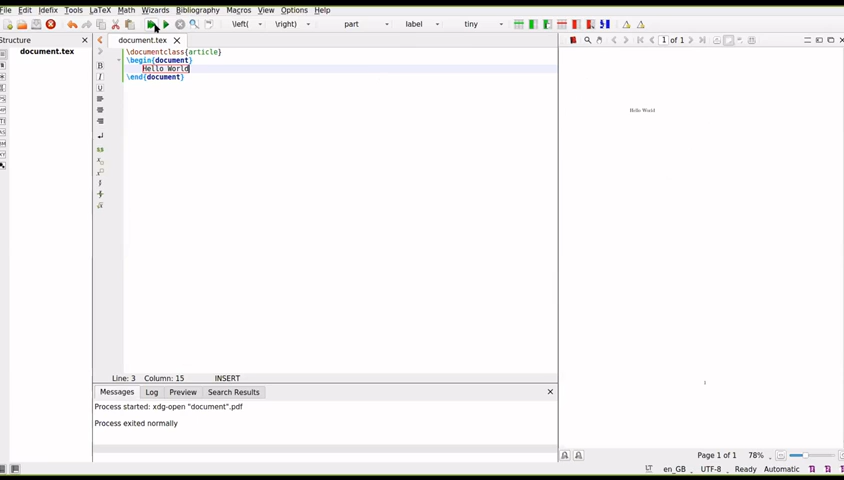 File Edit Idefix Tools LaTeX Math Wizards Bibliography Macros View Options Help
\left( \right) part label tiny
Structure
document.tex
document.tex
\documentclass{article}
\begin{document}
Hello World
\end{document}
Line: 3 Column: 15 INSERT
Messages Log Preview Search Results
Process started: xdg-open "document".pdf
Process exited normally
1 of 1
Hello World
1
Page 1 of 1 78%
en_GB UTF-8 Ready Automatic